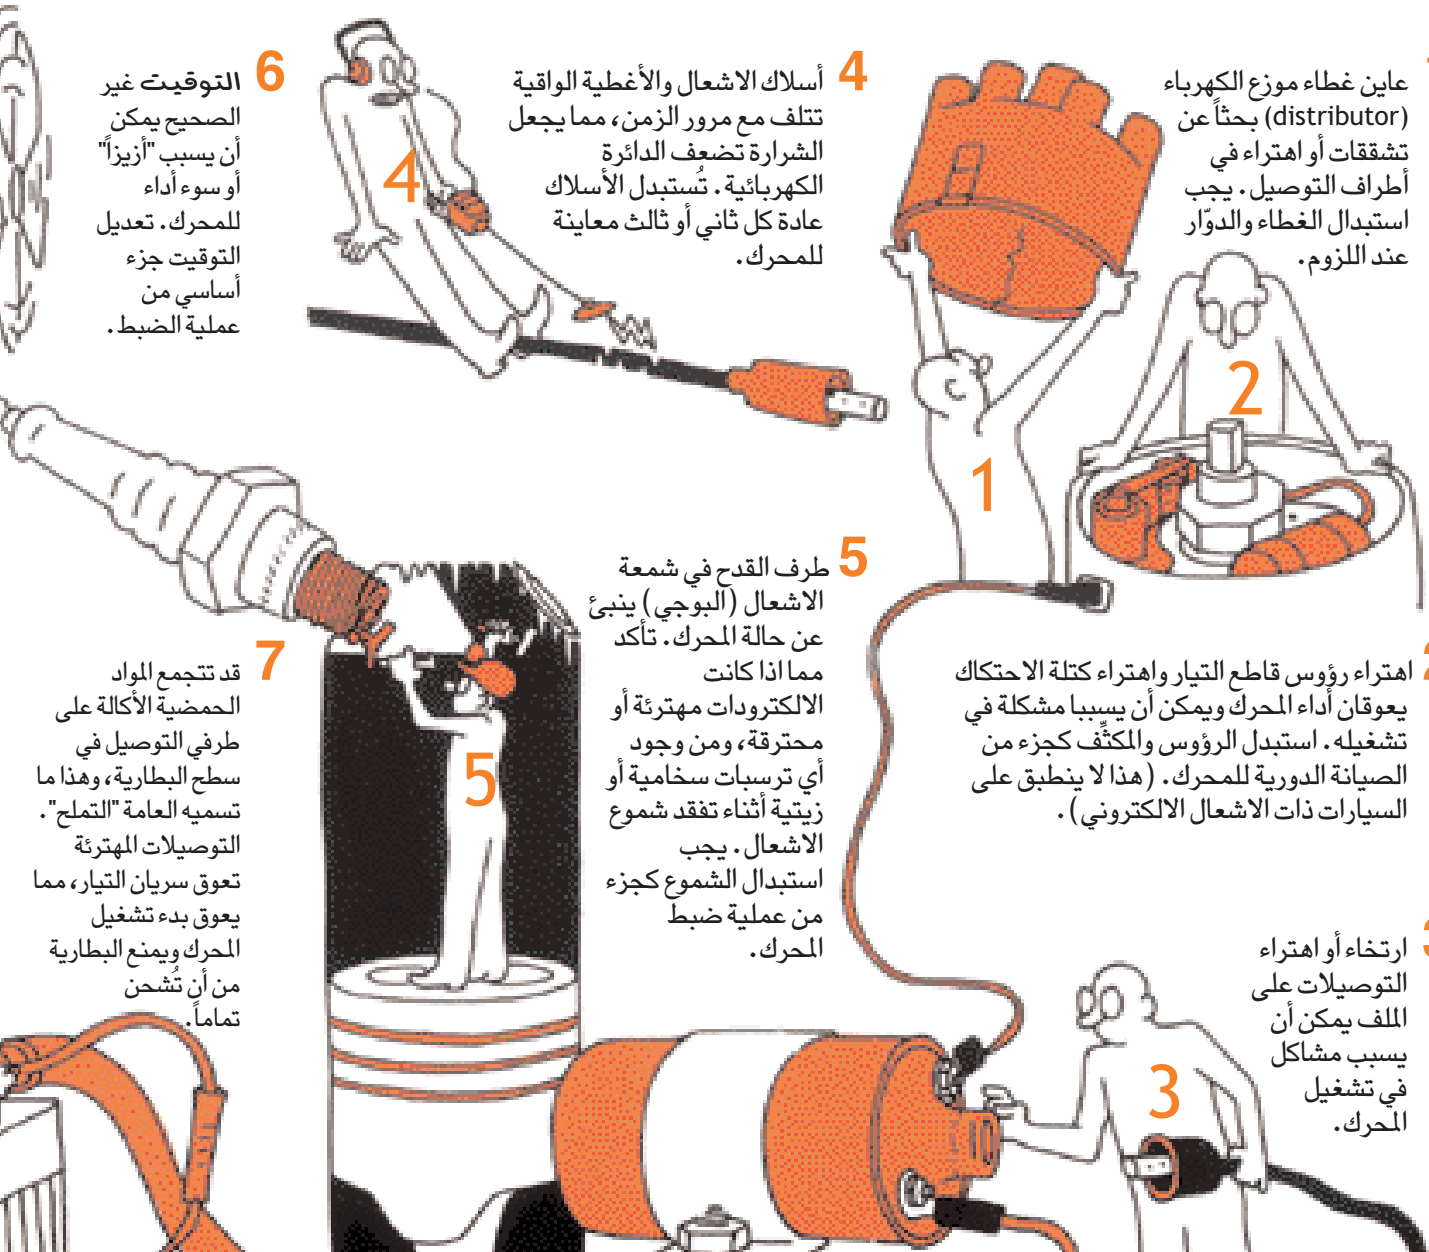 عاين غطاء موزع الكهرباء
(distributor) بحثاً عن
تشققات أو اهتراء في
أطراف التوصيل. يجب
استبدال الغطاء والدوّار
عند اللزوم.
1
2
اهتراء رؤوس قاطع التيار واهتراء كتلة الاحتكاك
يعوقان أداء المحرك ويمكن أن يسببا مشكلة في
تشغيله. استبدل الرؤوس والمكثِّف كجزء من
الصيانة الدورية للمحرك. (هذا لا ينطبق على
السيارات ذات الاشعال الالكتروني).
ارتخاء أو اهتراء
التوصيلات على
الملف يمكن أن
يسبب مشاكل
في تشغيل
المحرك.
3
4 أسلاك الاشعال والأغطية الواقية
تتلف مع مرور الزمن، مما يجعل
الشرارة تضعف الدائرة
الكهربائية. تُستبدل الأسلاك
عادة كل ثاني أو ثالث معاينة
للمحرك.
4
5 طرف القدح في شمعة
الاشعال (البوجي) ينبئ
عن حالة المحرك. تأكد
مما اذا كانت
الالكترودات مهترئة أو
محترقة، ومن وجود
أي ترسبات سخامية أو
زيتية أثناء تفقد شموع
الاشعال. يجب
استبدال الشموع كجزء
من عملية ضبط
المحرك.
5
6 التوقيت غير
الصحيح يمكن
أن يسبب "أزيزاً"
أو سوء أداء
للمحرك. تعديل
التوقيت جزء
أساسي من
عملية الضبط.
7 قد تتجمع المواد
الحمضية الأكالة على
طرفي التوصيل في
سطح البطارية، وهذا ما
تسميه العامة "التملح".
التوصيلات المهترئة
تعوق سريان التيار، مما
يعوق بدء تشغيل
المحرك ويمنع البطارية
من أن تُشحن
تماماً.